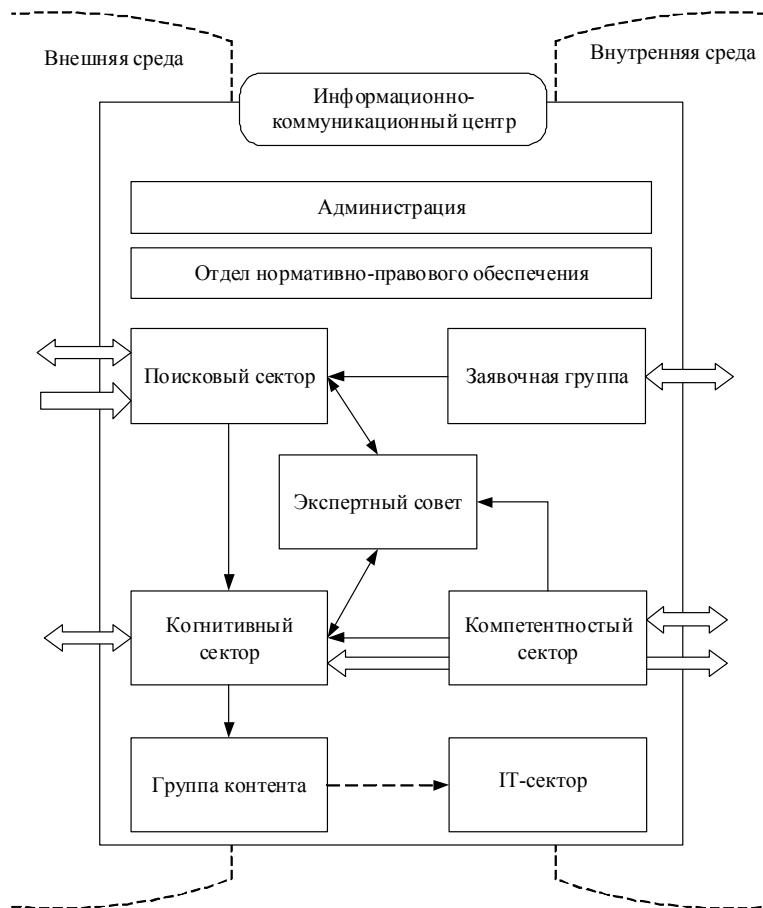 Внешняя среда
Внутренняя среда
Информационно-
коммуникационный центр
Администрация
Отдел нормативно-правового обеспечения
Поисковый сектор
Заявочная группа
Экспертный совет
Когнитивный
сектор
Компетентностый
сектор
Группа контента
IT-сектор